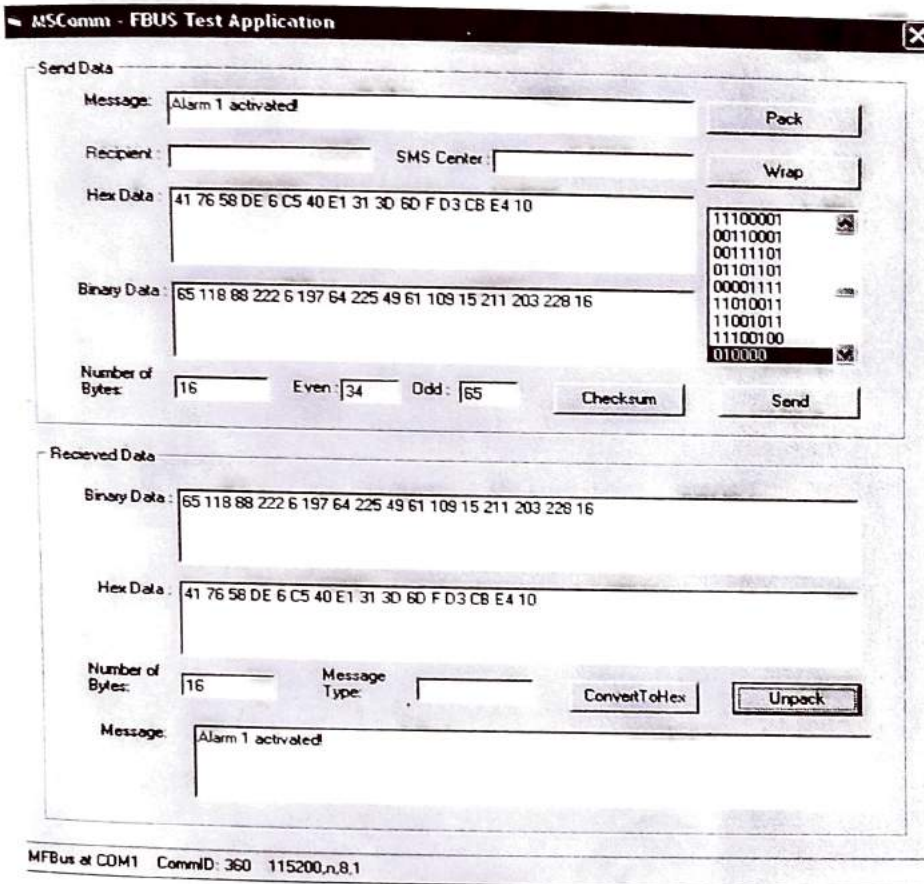 MSComm - FBUS Test Application
Send Data
Message: Alarm 1 activated!
Pack
Recipient :
SMS Center :
Wrap
Hex Data : 41 76 58 DE 6 C5 40 E1 31 3D 6D F D3 CB E4 10
11100001
00110001
00111101
01101101
00001111
11010011
11001011
11100100
010000
Binary Data : 65 118 88 222 6 197 64 225 49 61 109 15 211 203 228 16
Number of
Bytes: 16
Even : 34
Odd : 65
Checksum
Send
Recieved Data
Binary Data : 65 118 88 222 6 197 64 225 49 61 109 15 211 203 228 16
Hex Data : 41 76 58 DE 6 C5 40 E1 31 3D 6D F D3 CB E4 10
Number of
Bytes: 16
Message
Type:
ConvertToHex
Unpack
Message: Alarm 1 activated!
MFBus at COM1 CommID: 360 115200,n,8,1